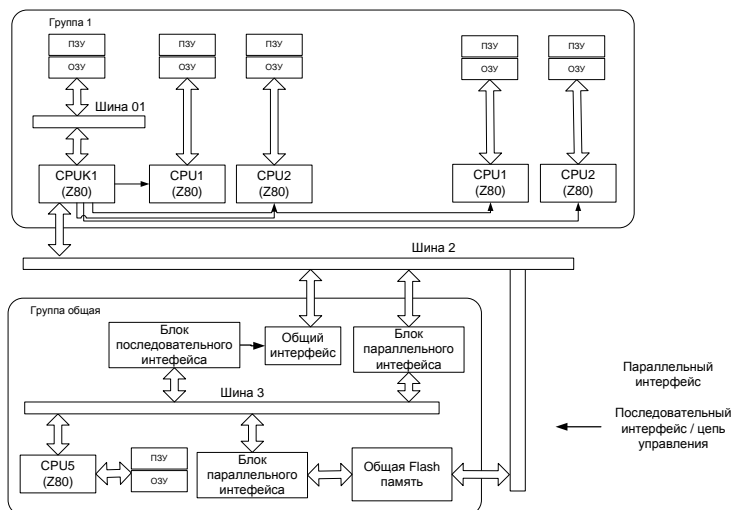 Группа 1
ПЗУ
ПЗУ
ПЗУ
ПЗУ
ПЗУ
ОЗУ
ОЗУ
ОЗУ
ОЗУ
ОЗУ
Шина 01
CPUK1
(Z80)
CPU1
(Z80)
CPU2
(Z80)
CPU1
(Z80)
CPU2
(Z80)
Шина 2
Группа общая
Блок
последовательного
интефейса
Общий
интерфейс
Блок
параллельного
интефейса
Шина 3
CPU5
(Z80)
ПЗУ
ОЗУ
Блок
параллельного
интефейса
Общая Flash
память
Параллельный
интерфейс
Последовательный
интерфейс / цепь
управления